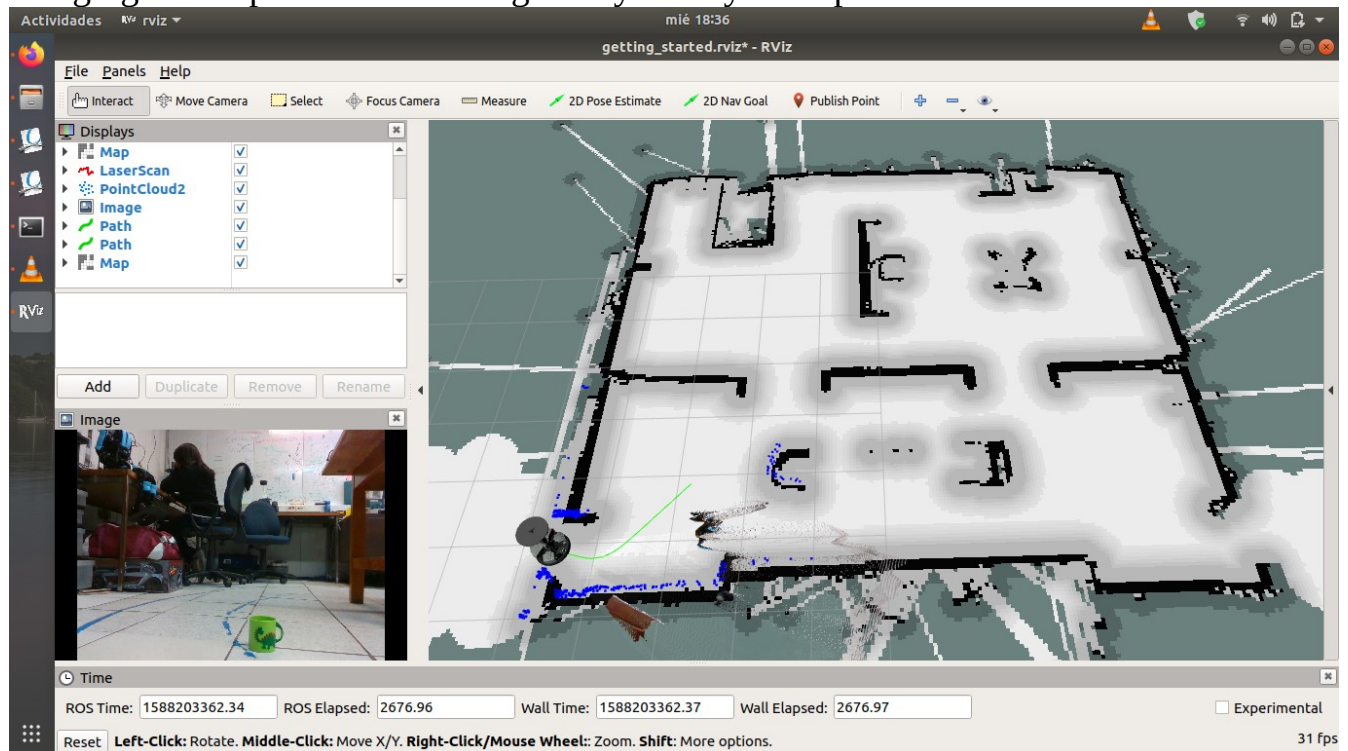 Actividades RViz rviz mié 18:36
getting_started.rviz* - RViz
File Panels Help
Interact Move Camera Select Focus Camera Measure 2D Pose Estimate 2D Nav Goal Publish Point
Displays
Map
LaserScan
PointCloud2
Image
Path
Path
Map
RViz
Add Duplicate Remove Rename
Image
Time
ROS Time: 1588203362.34 ROS Elapsed: 2676.96 Wall Time: 1588203362.37 Wall Elapsed: 2676.97 Experimental
Reset Left-Click: Rotate. Middle-Click: Move X/Y. Right-Click/Mouse Wheel:: Zoom. Shift: More options. 31 fps